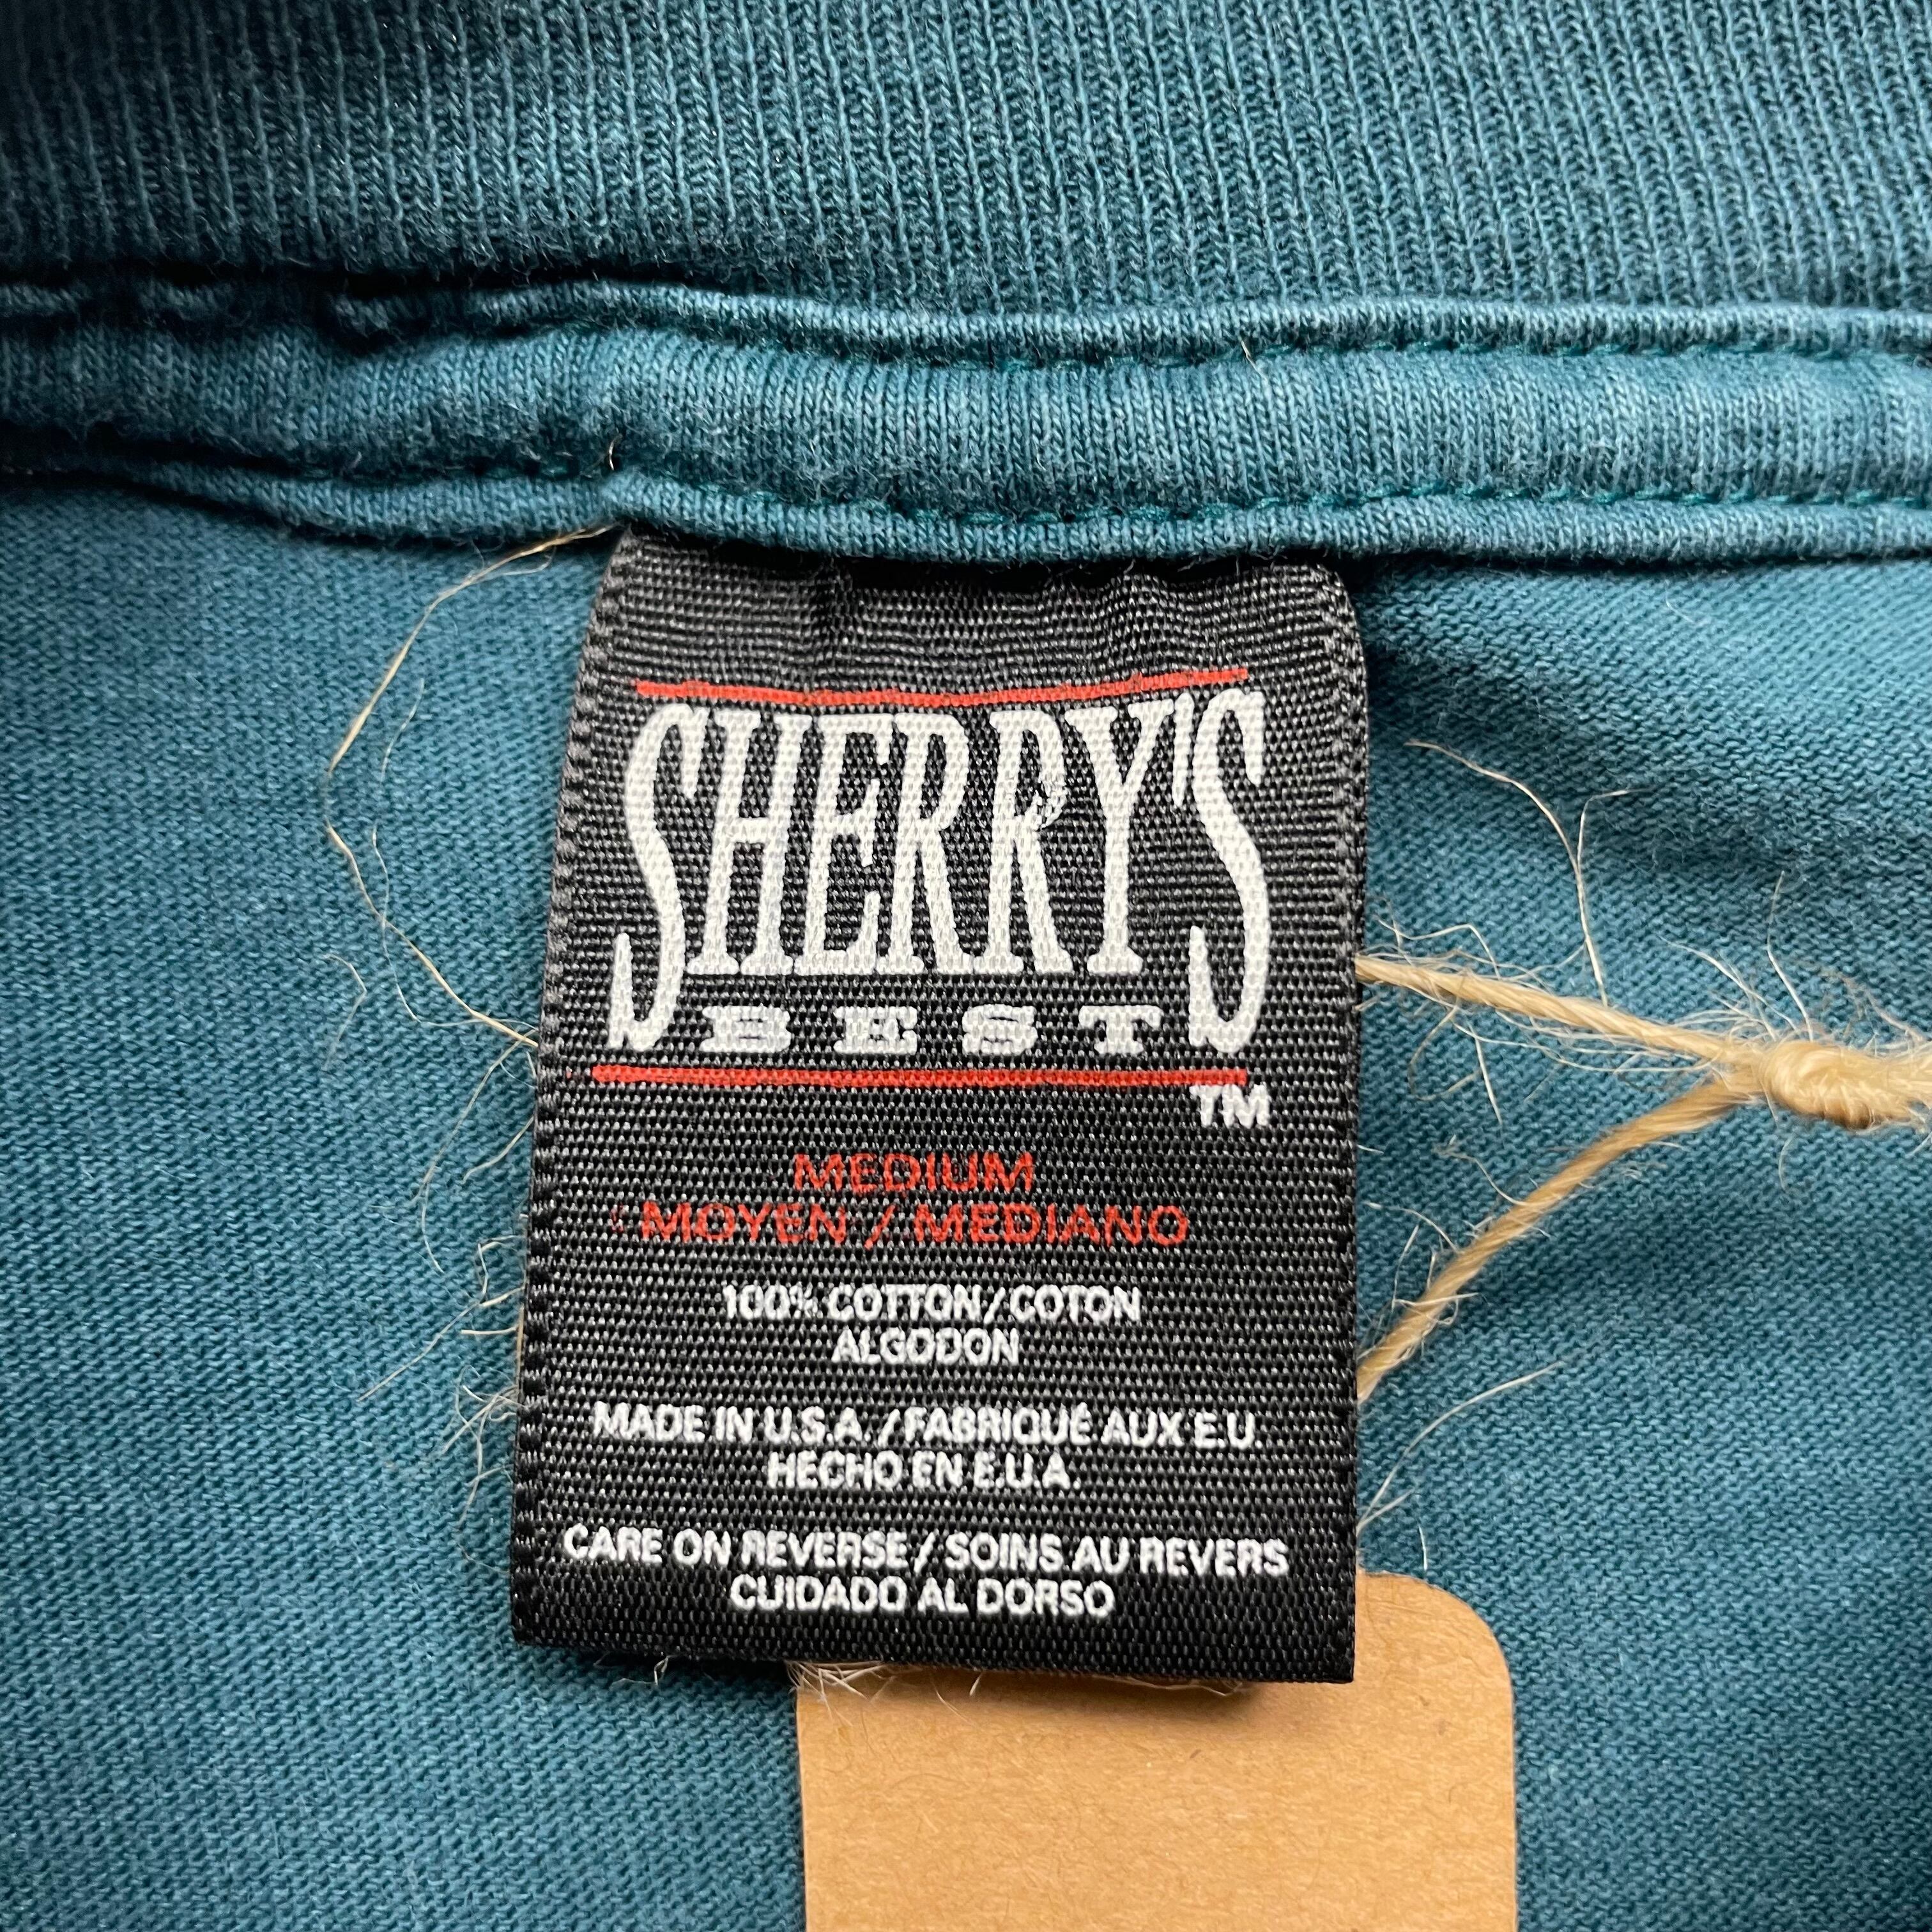 SHERRY'S
BEST
TM
MEDIUM
MOYEN / MEDIANO
100% COTTON / COTON
ALGODON
MADE IN U.S.A. / FABRIQUÉ AUX E.U.
HECHO EN E.U.A.
CARE ON REVERSE / SOINS AU REVERS
CUIDADO AL DORSO